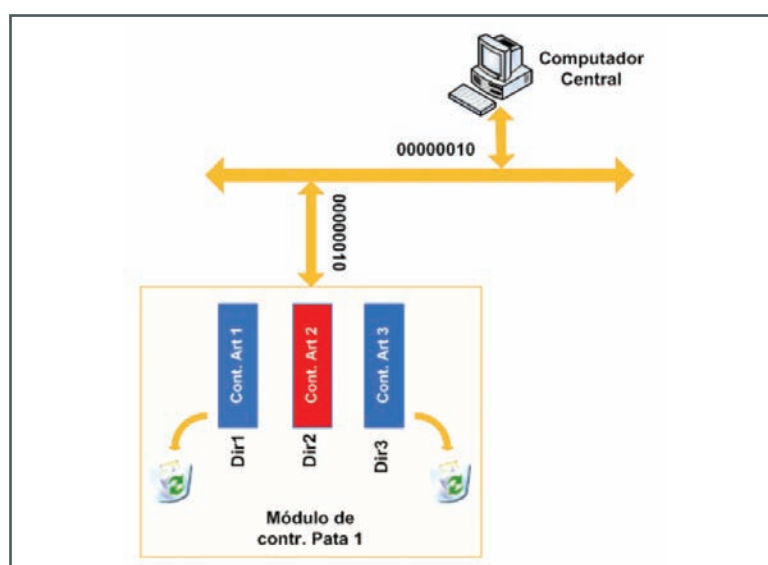 Computador
Central
00000010
00000010
Cont. Art 1
Cont. Art 2
Cont. Art 3
Dir1
Dir2
Dir3
Módulo de
contr. Pata 1